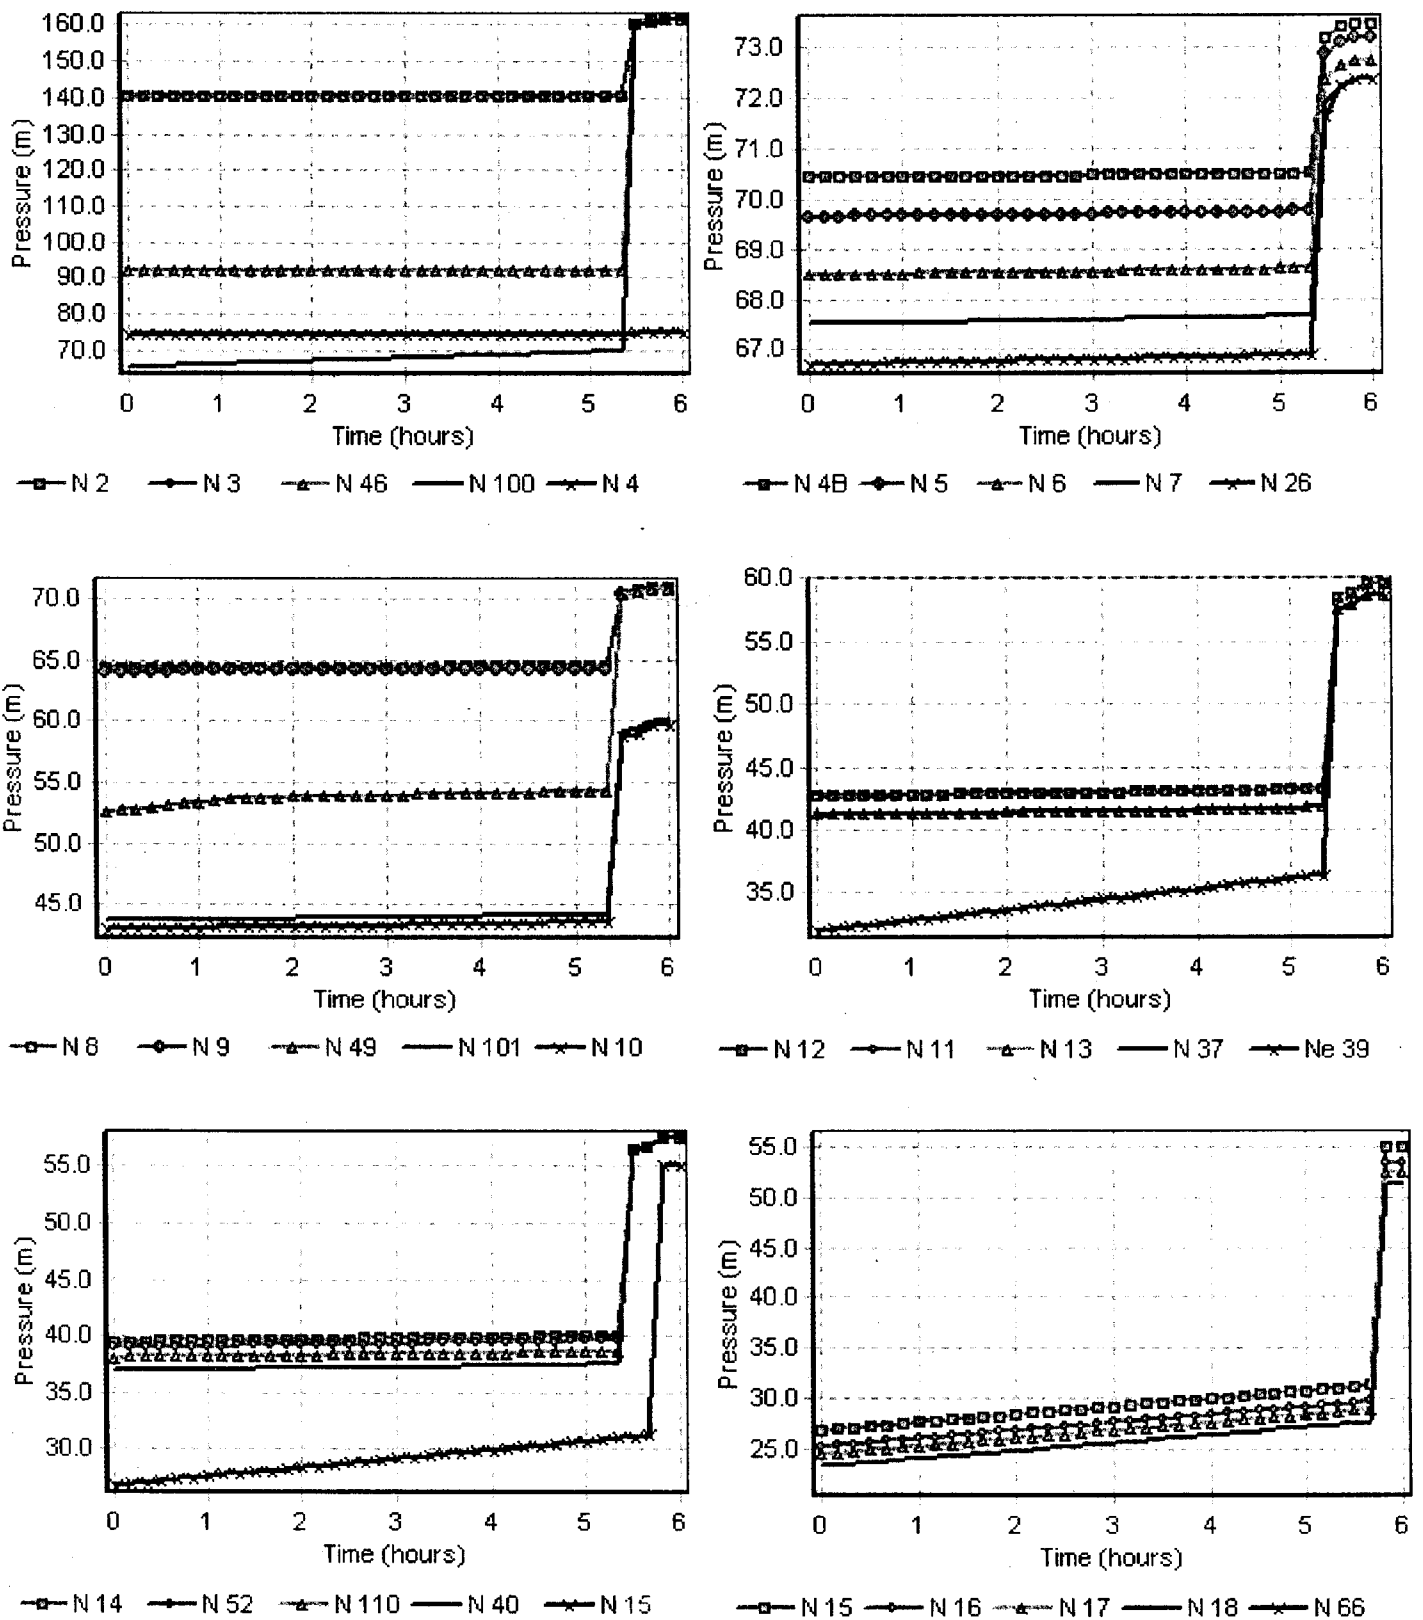 160.0
150.0
140.0
130.0
120.0
110.0
100.0
90.0
80.0
70.0
Pressure (m)
0 1 2 3 4 5 6
Time (hours)
N 2 N 3 N 46 N 100 N 4
73.0
72.0
71.0
70.0
69.0
68.0
67.0
Pressure (m)
0 1 2 3 4 5 6
Time (hours)
N 4B N 5 N 6 N 7 N 26
70.0
65.0
60.0
55.0
50.0
45.0
Pressure (m)
0 1 2 3 4 5 6
Time (hours)
N 8 N 9 N 49 N 101 N 10
60.0
55.0
50.0
45.0
40.0
35.0
Pressure (m)
0 1 2 3 4 5 6
Time (hours)
N 12 N 11 N 13 N 37 Ne 39
55.0
50.0
45.0
40.0
35.0
30.0
Pressure (m)
0 1 2 3 4 5 6
Time (hours)
N 14 N 52 N 110 N 40 N 15
55.0
50.0
45.0
40.0
35.0
30.0
25.0
Pressure (m)
0 1 2 3 4 5 6
Time (hours)
N 15 N 16 N 17 N 18 N 66